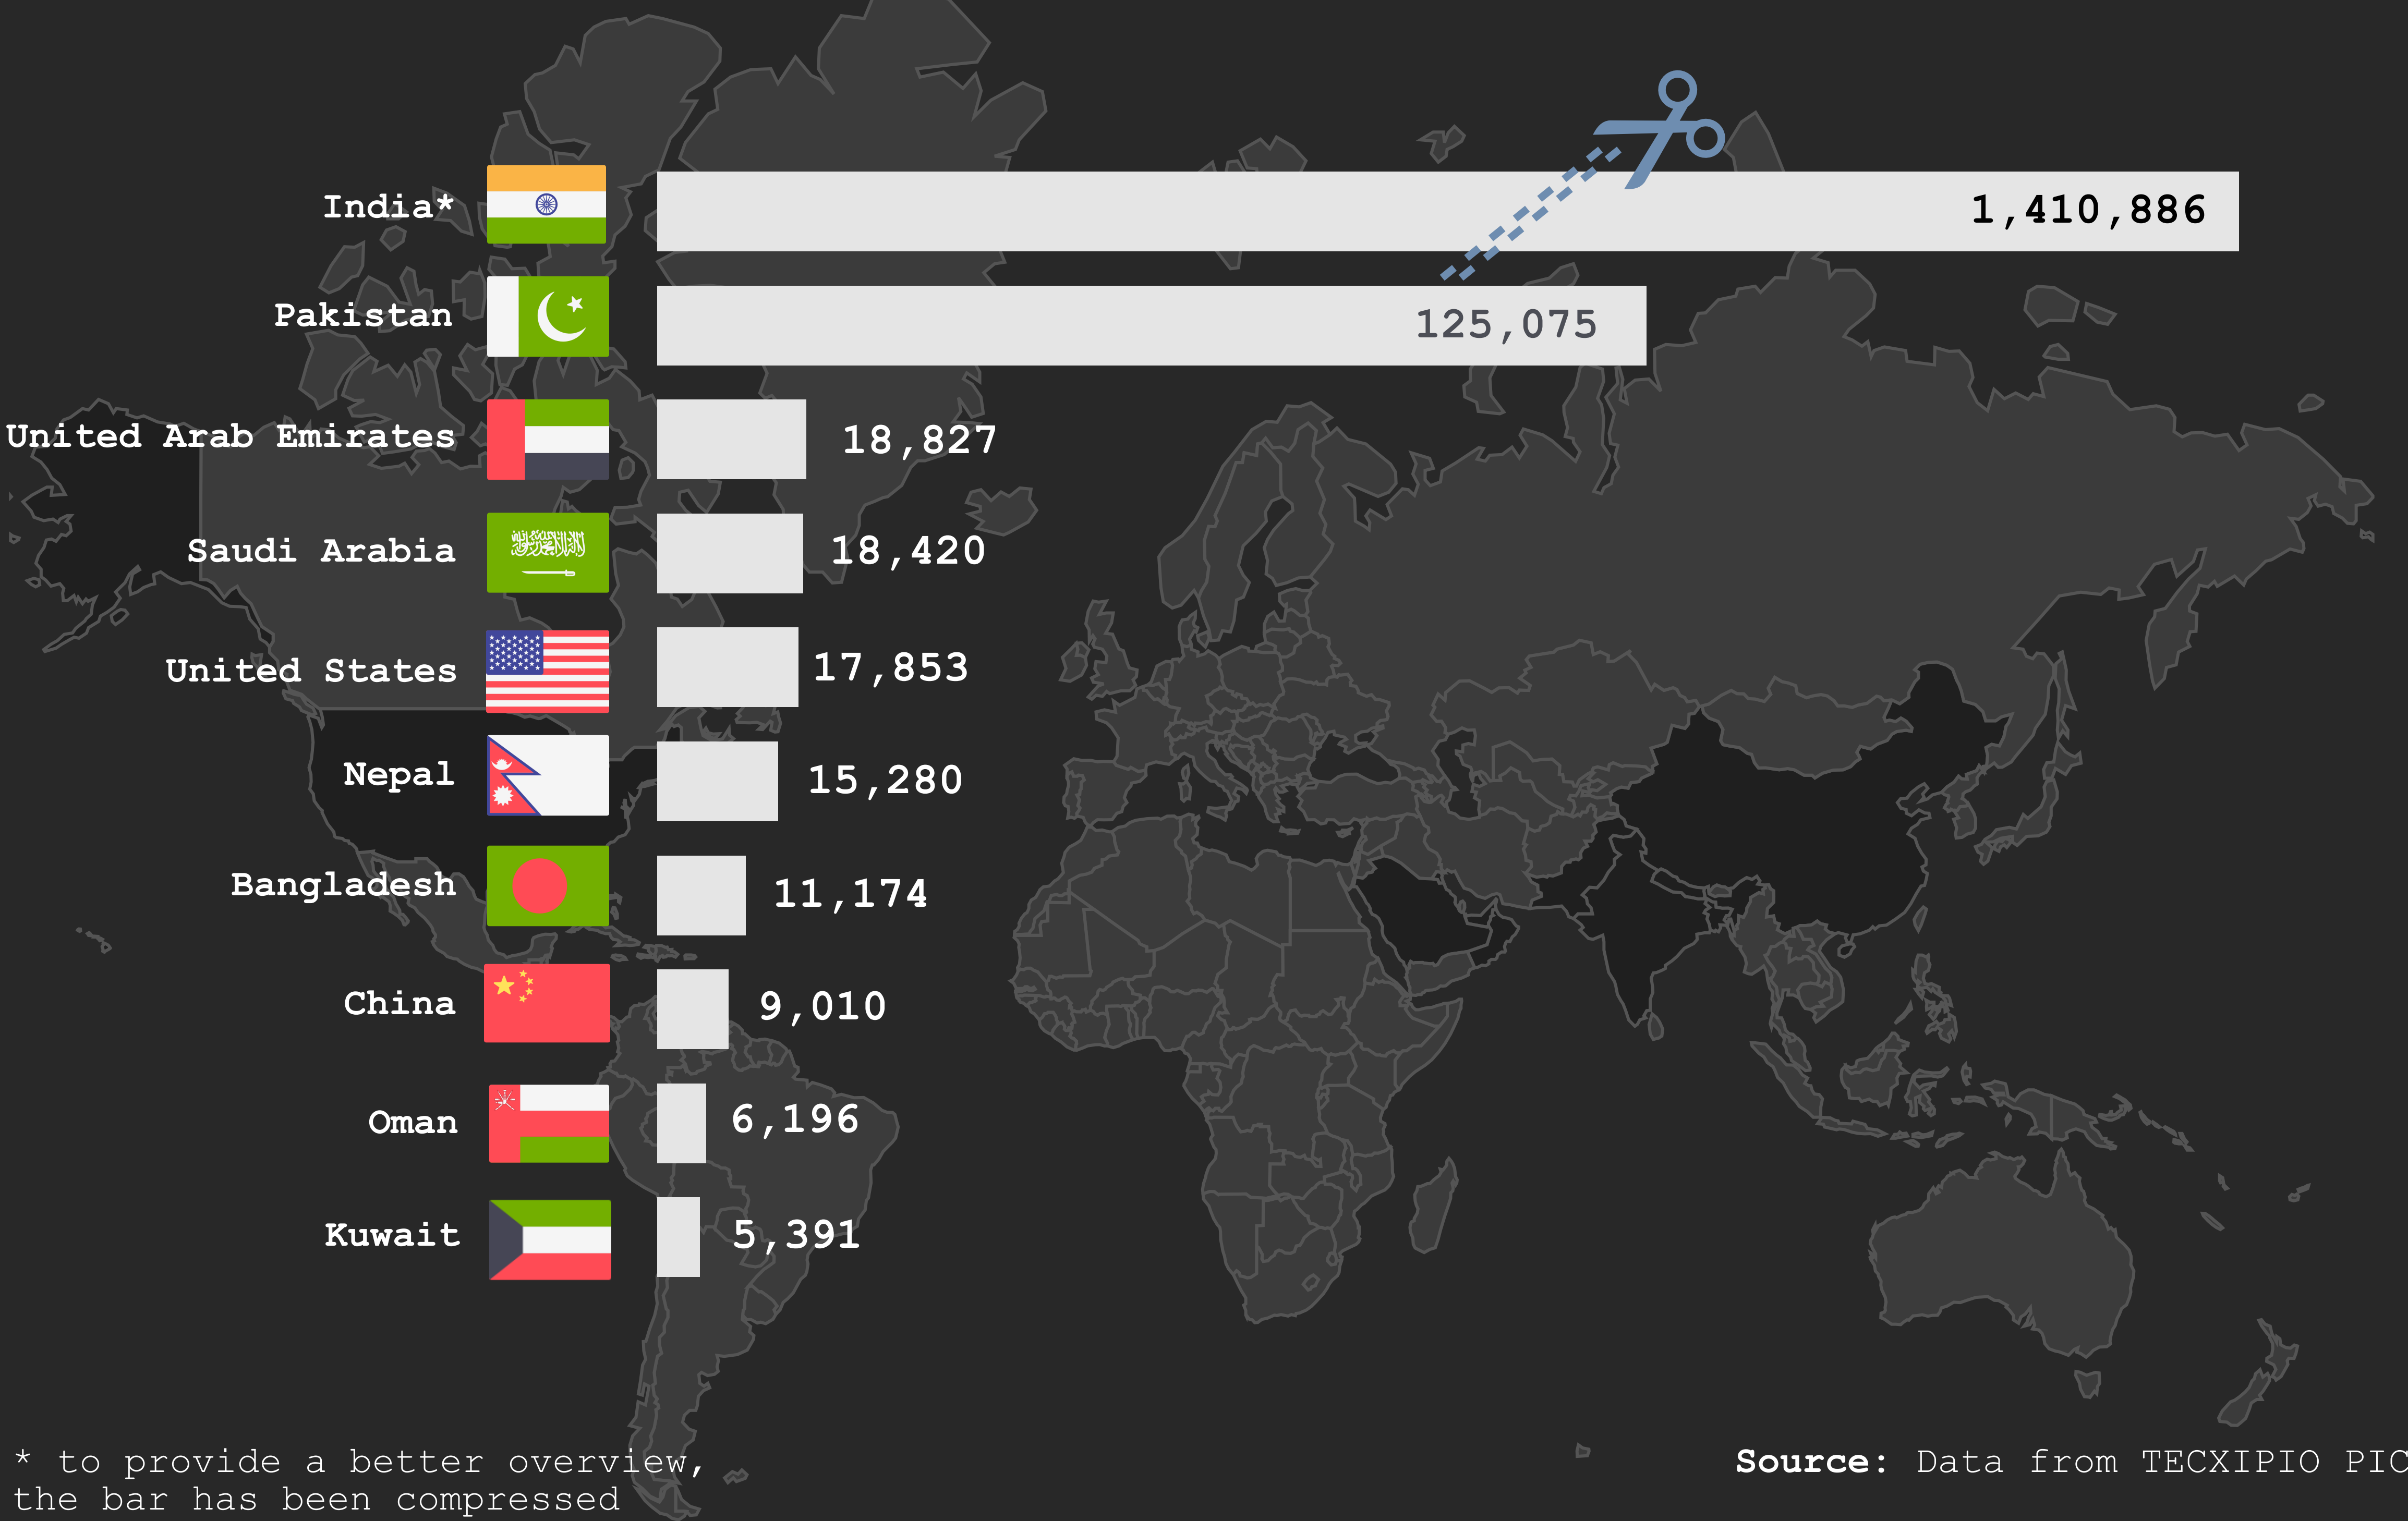 India* 1,410,886
Pakistan 125,075
United Arab Emirates 18,827
Saudi Arabia 18,420
United States 17,853
Nepal 15,280
Bangladesh 11,174
China 9,010
Oman 6,196
Kuwait 5,391
* to provide a better overview,
the bar has been compressed
Source: Data from TECXIPIO PIC